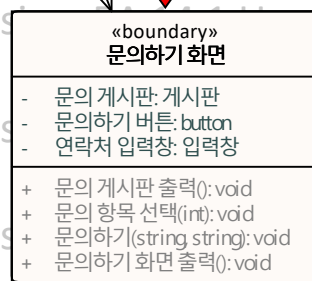 «boundary»
문의하기 화면
- 문의 게시판: 게시판
- 문의하기 버튼: button
- 연락처 입력창: 입력창
+ 문의 게시판 출력(): void
+ 문의 항목 선택(int): void
+ 문의하기(string, string): void
+ 문의하기 화면 출력(): void